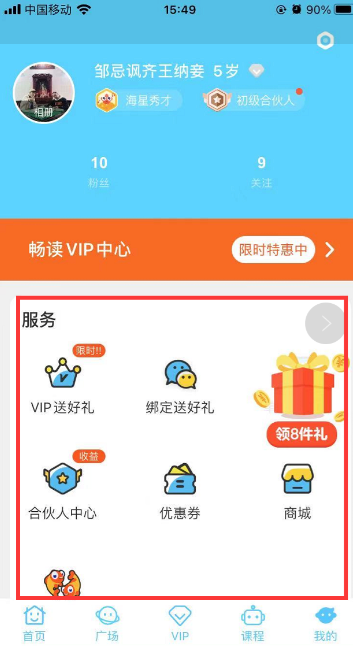 中国移动 15:49 90%
邹忌讽齐王纳妾 5岁
海星秀才 初级合伙人
相册
10 9
粉丝 关注
畅读VIP中心 限时特惠中
服务
限时!!
VIP送好礼 绑定送好礼
领8件礼
收益
合伙人中心 优惠券 商城
首页 广场 VIP 课程 我的